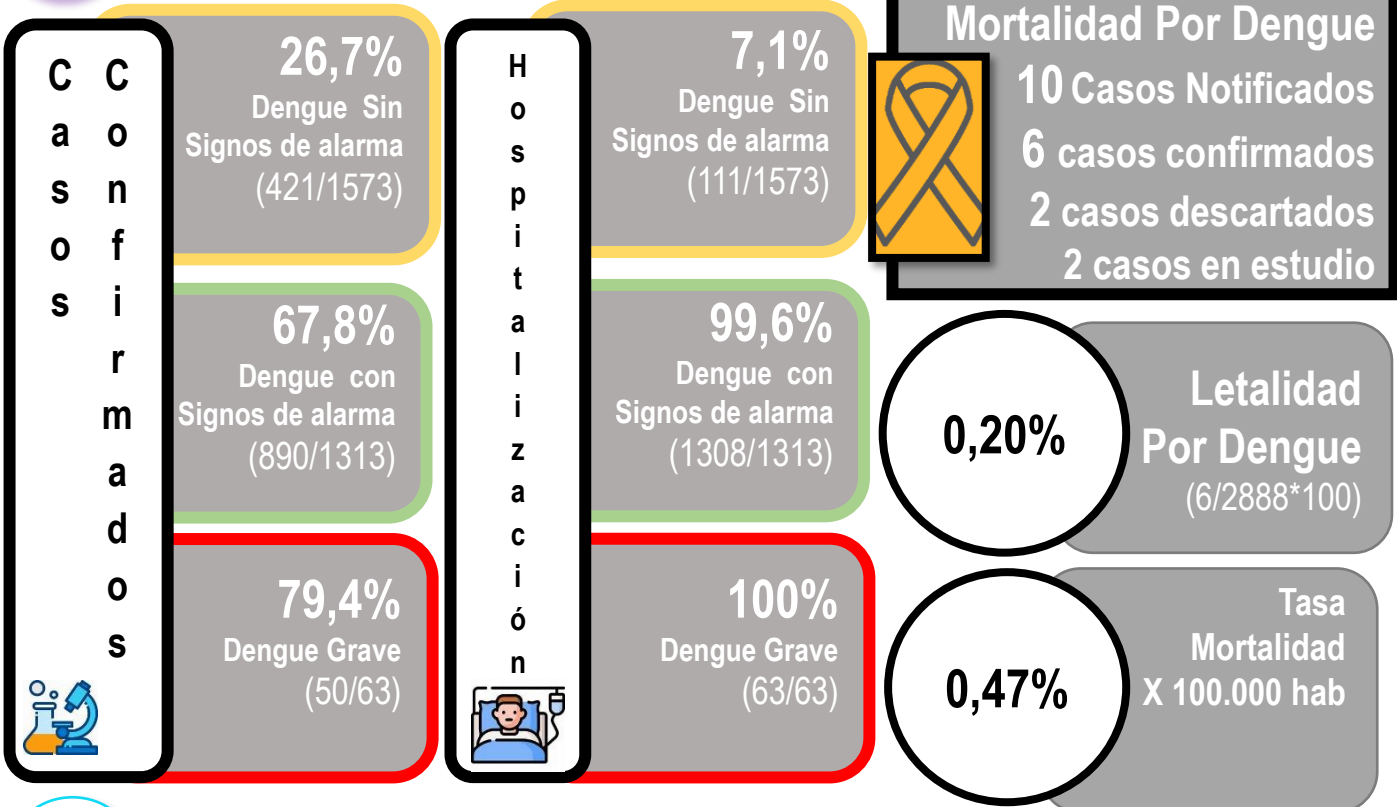 Casos
Confirmados
26,7%
Dengue Sin
Signos de alarma
(421/1573)
67,8%
Dengue con
Signos de alarma
(890/1313)
79,4%
Dengue Grave
(50/63)
Hospitalización
7,1%
Dengue Sin
Signos de alarma
(111/1573)
99,6%
Dengue con
Signos de alarma
(1308/1313)
100%
Dengue Grave
(63/63)
Mortalidad Por Dengue
10 Casos Notificados
6 casos confirmados
2 casos descartados
2 casos en estudio
0,20%
Letalidad
Por Dengue
(6/2888*100)
0,47%
Tasa
Mortalidad
X 100.000 hab